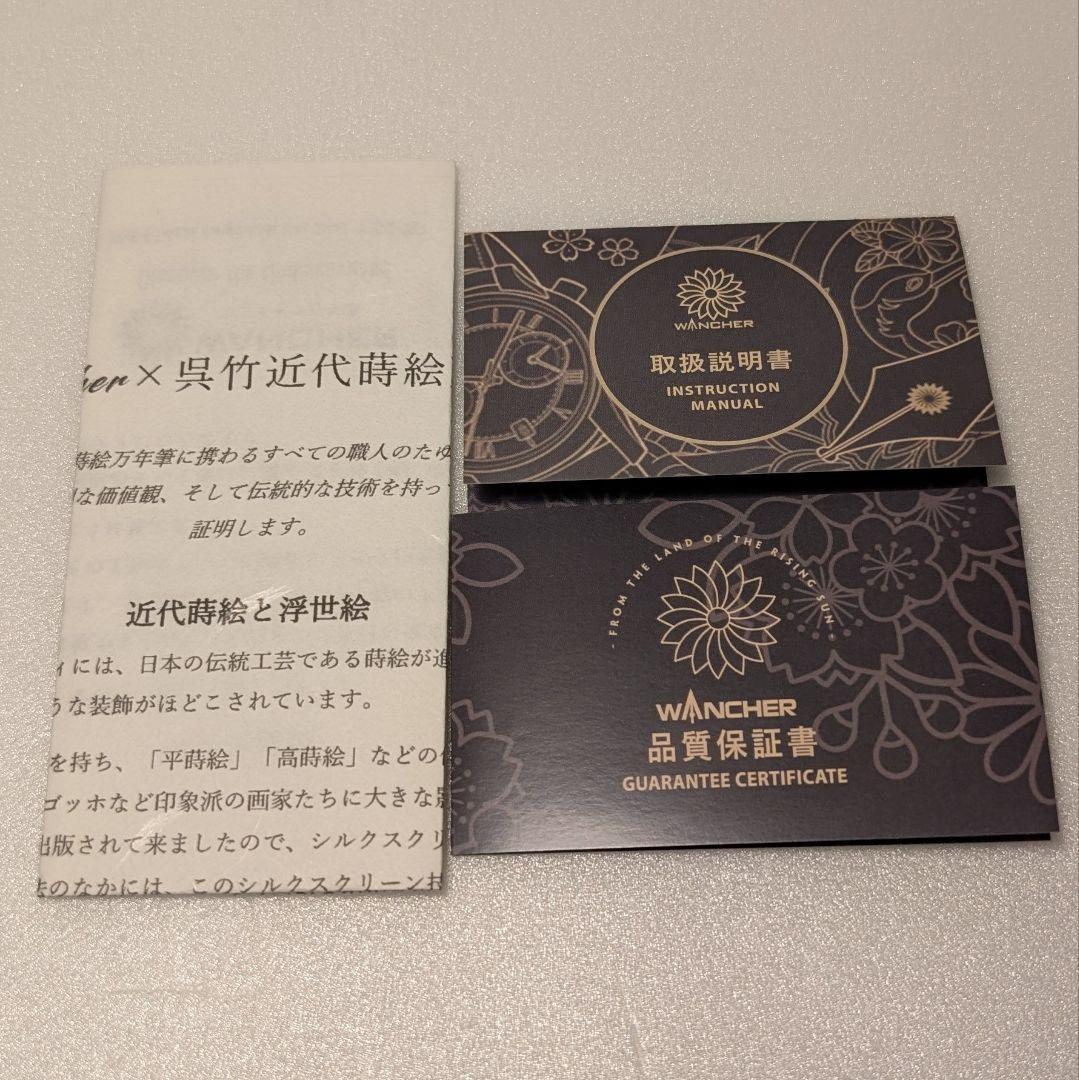 her×呉竹近代蒔絵
蒔絵万年筆に携わるすべての職人のたゆ
な価値観、そして伝統的な技術を持っ
証明します。
近代蒔絵と浮世絵
ィには、日本の伝統工芸である蒔絵が進
うな装飾がほどこされています。
を持ち、「平蒔絵」「高蒔絵」などの
ゴッホなど印象派の画家たちに大きな影
出版されて来ましたので、シルクスクリ
のなかには、このシルクスクリーン技
WANCHER
取扱説明書
INSTRUCTION
MANUAL
- FROM THE LAND OF THE RISING SUN -
WANCHER
品質保証書
GUARANTEE CERTIFICATE